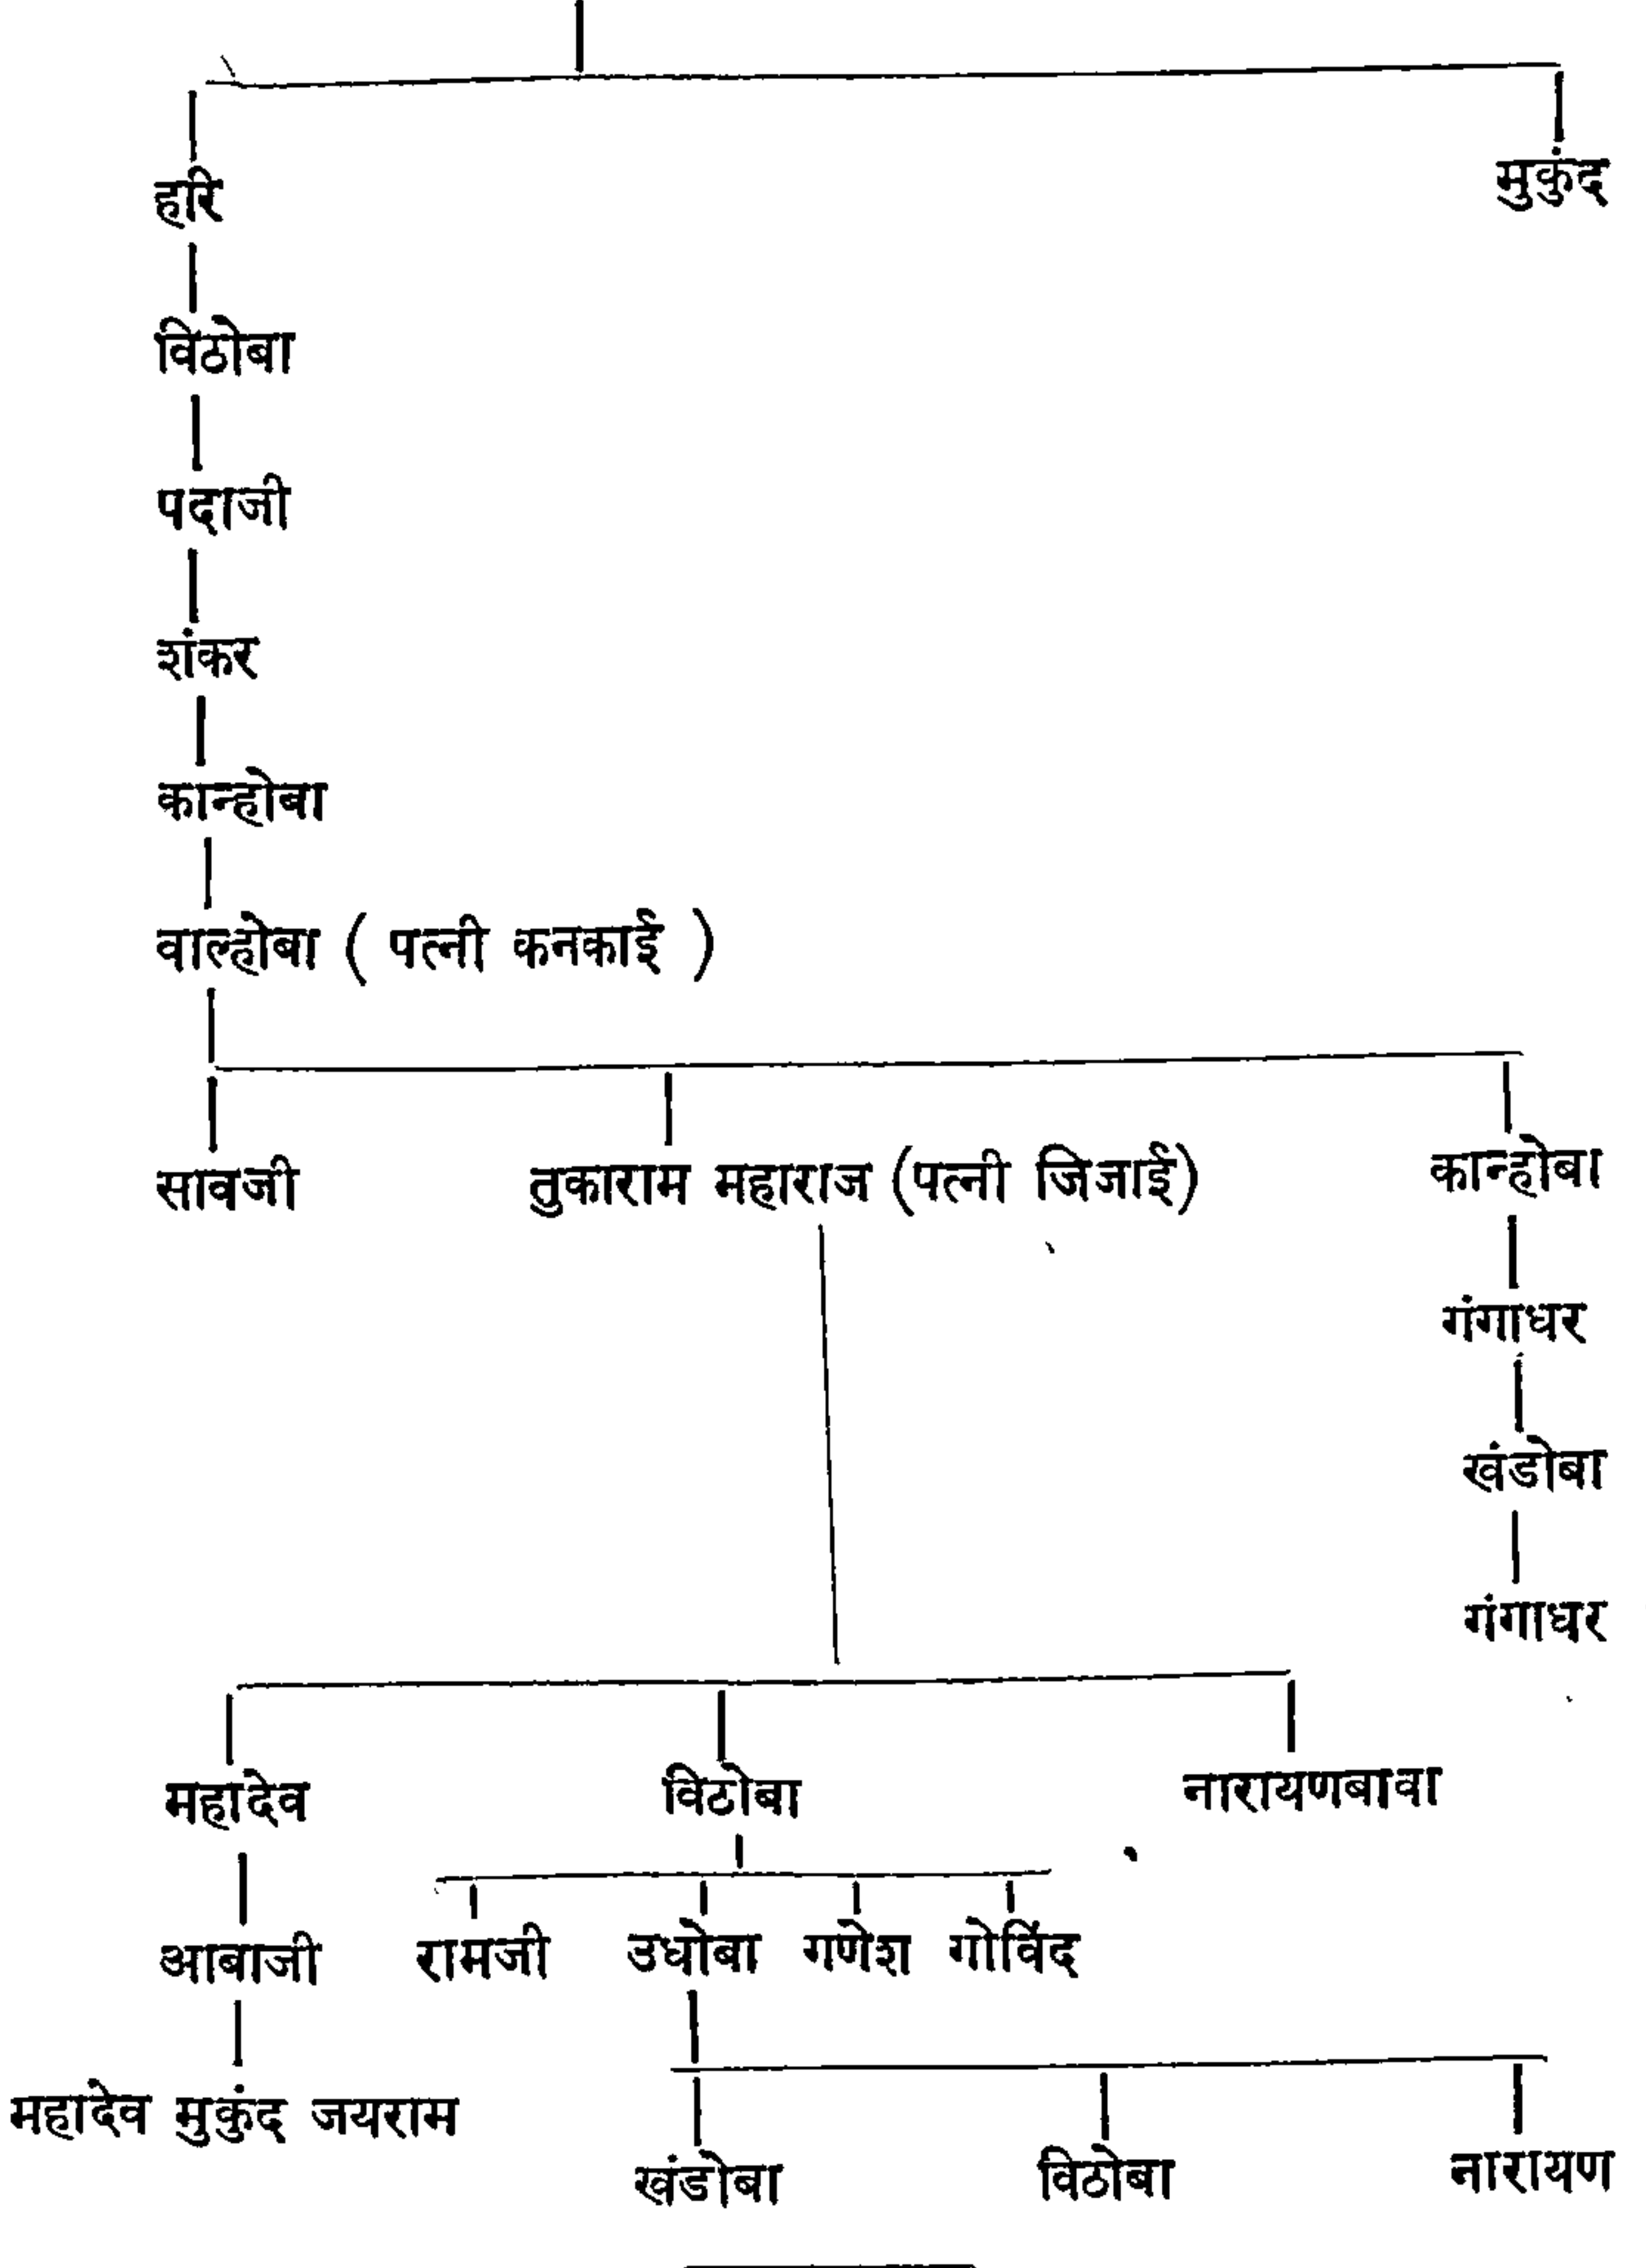 हरि मुकुंद
विठोबा
पदाजी
शंकर
कान्होबा
वाल्होबा ( पत्नी कनकाई )
सावजी तुकाराम महाराज (पत्नी जिजाई) कान्होबा
गंगाधर
खंडोबा
गंगाधर
महादेव विठोबा नारायणबावा
आबाजी रामजी उधोबा गणेश गोविंद
महादेव मुकुंद जयराम
खंडोबा विठोबा नारायण